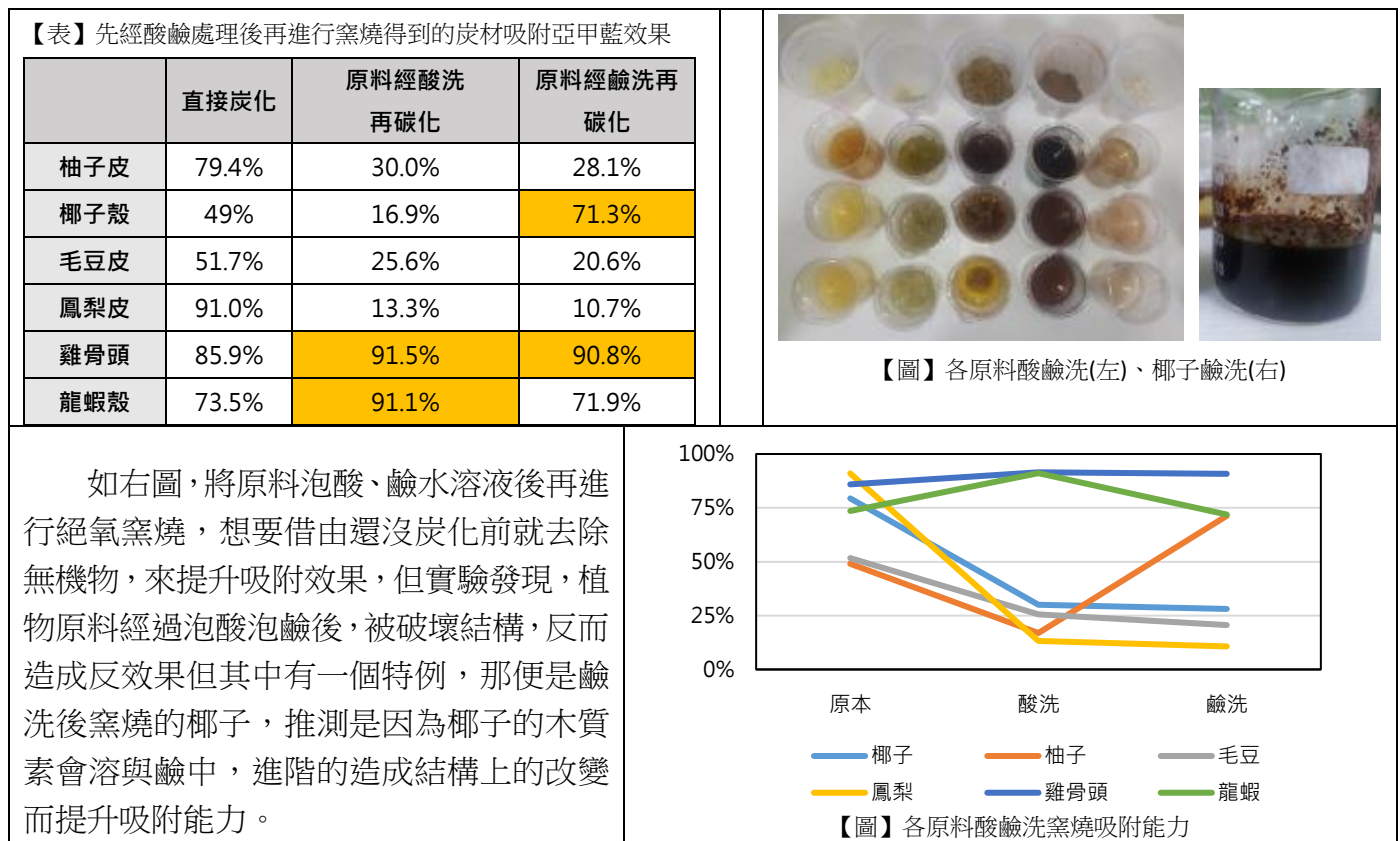 【表】先經酸鹼處理後再進行窯燒得到的炭材吸附亞甲藍效果
直接炭化 原料經酸洗再碳化 原料經鹼洗再碳化
柚子皮 79.4% 30.0% 28.1%
椰子殼 49% 16.9% 71.3%
毛豆皮 51.7% 25.6% 20.6%
鳳梨皮 91.0% 13.3% 10.7%
雞骨頭 85.9% 91.5% 90.8%
龍蝦殼 73.5% 91.1% 71.9%
【圖】各原料酸鹼洗(左)、椰子鹼洗(右)
如右圖,將原料泡酸、鹼水溶液後再進
行絕氧窯燒,想要借由還沒炭化前就去除
無機物,來提升吸附效果,但實驗發現,植
物原料經過泡酸泡鹼後,被破壞結構,反而
造成反效果但其中有一個特例,那便是鹼
洗後窯燒的椰子,推測是因為椰子的木質
素會溶與鹼中,進階的造成結構上的改變
而提升吸附能力。
100%
75%
50%
25%
0%
原本 酸洗 鹼洗
椰子 柚子 毛豆
鳳梨 雞骨頭 龍蝦
【圖】各原料酸鹼洗窯燒吸附能力